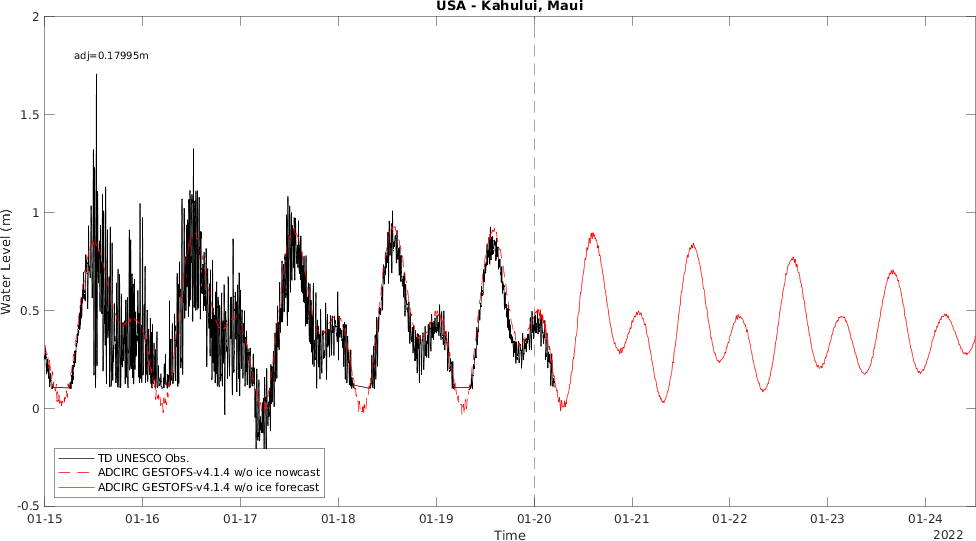 USA - Kahului, Maui
adj=0.17995m
Water Level (m)
2
1.5
1
0.5
0
-0.5
TD UNESCO Obs.
ADCIRC GESTOFS-v4.1.4 w/o ice nowcast
ADCIRC GESTOFS-v4.1.4 w/o ice forecast
01-15 01-16 01-17 01-18 01-19 01-20 01-21 01-22 01-23 01-24
Time
2022